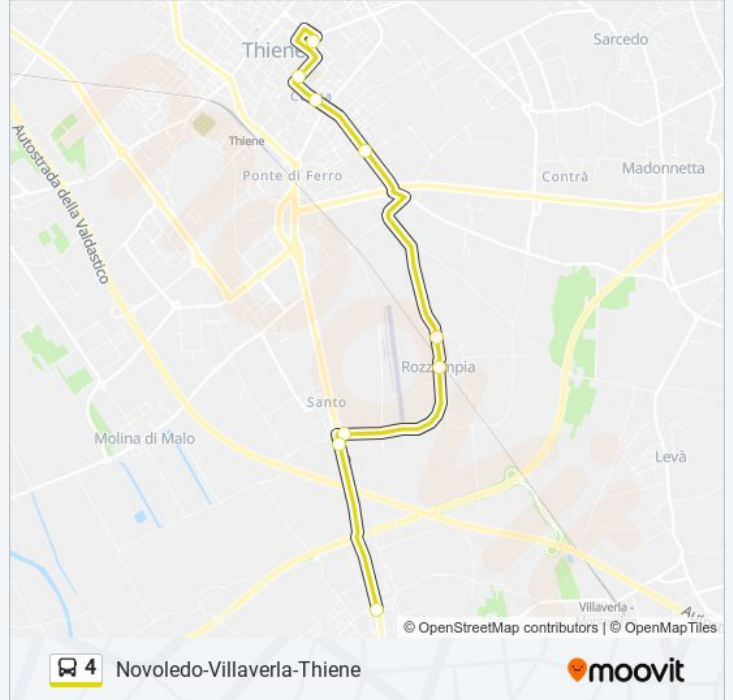 Sarcedo
Thiene
Thiene
Ponte di Ferro
Contrà
Madonnetta
Autostrada della Valdastico
Santo
Molina di Malo
Levà
Villaverla -
© OpenStreetMap contributors | © OpenMapTiles
4 Novoledo-Villaverla-Thiene
moovit